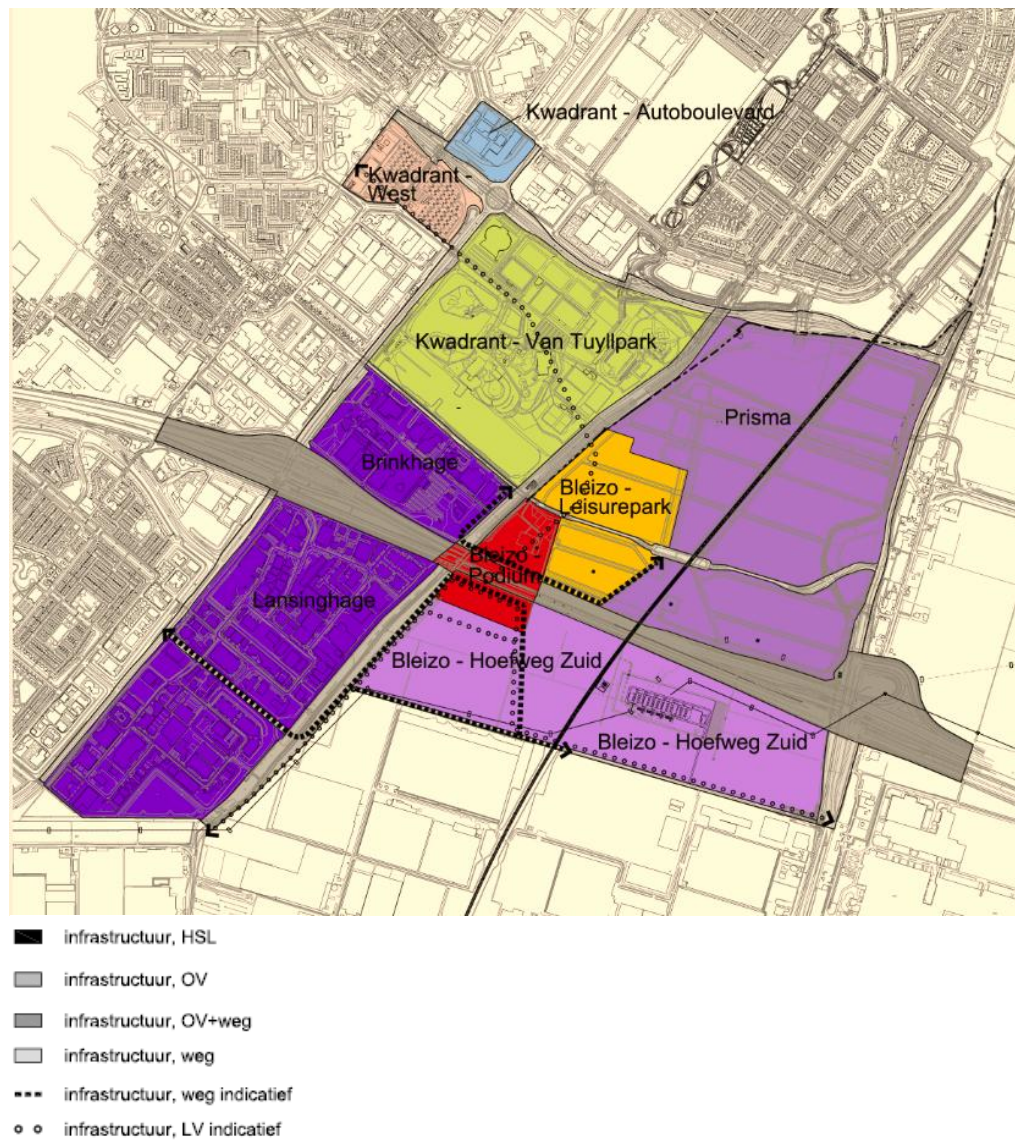 Kwadrant - Autoboulevard
Kwadrant -
West
Kwadrant - Van Tuyllpark
Prisma
Brinkhage
Bleizo -
Leisurepark
Bleizo -
Podium
Lansinghage
Bleizo - Hoefweg Zuid
Bleizo - Hoefweg Zuid
infrastructuur, HSL
infrastructuur, OV
infrastructuur, OV+weg
infrastructuur, weg
infrastructuur, weg indicatief
infrastructuur, LV indicatief